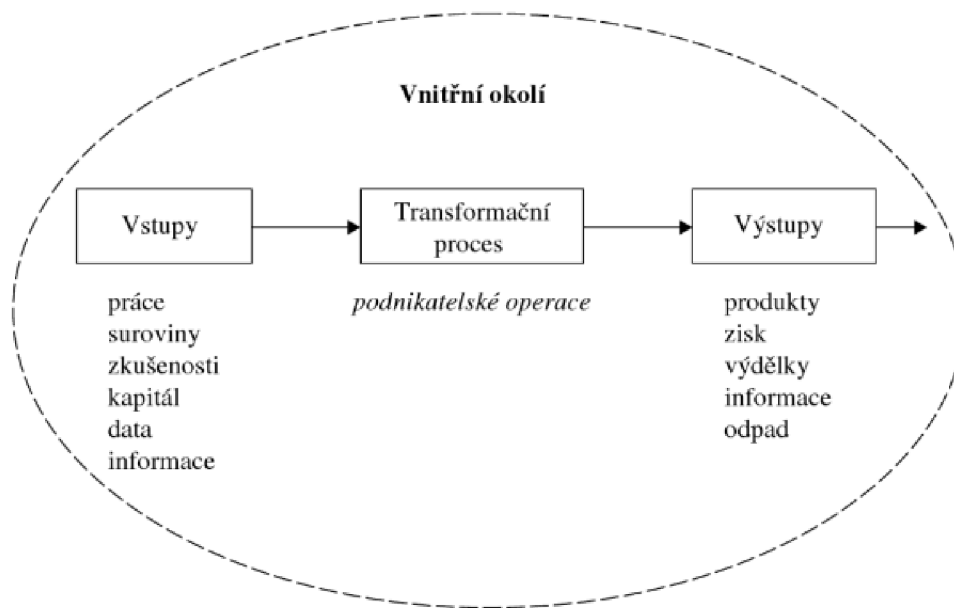 Vnitřní okolí
Vstupy
Transformační
proces
Výstupy
práce
suroviny
zkušenosti
kapitál
data
informace
podnikatelské operace
produkty
zisk
výdělky
informace
odpad